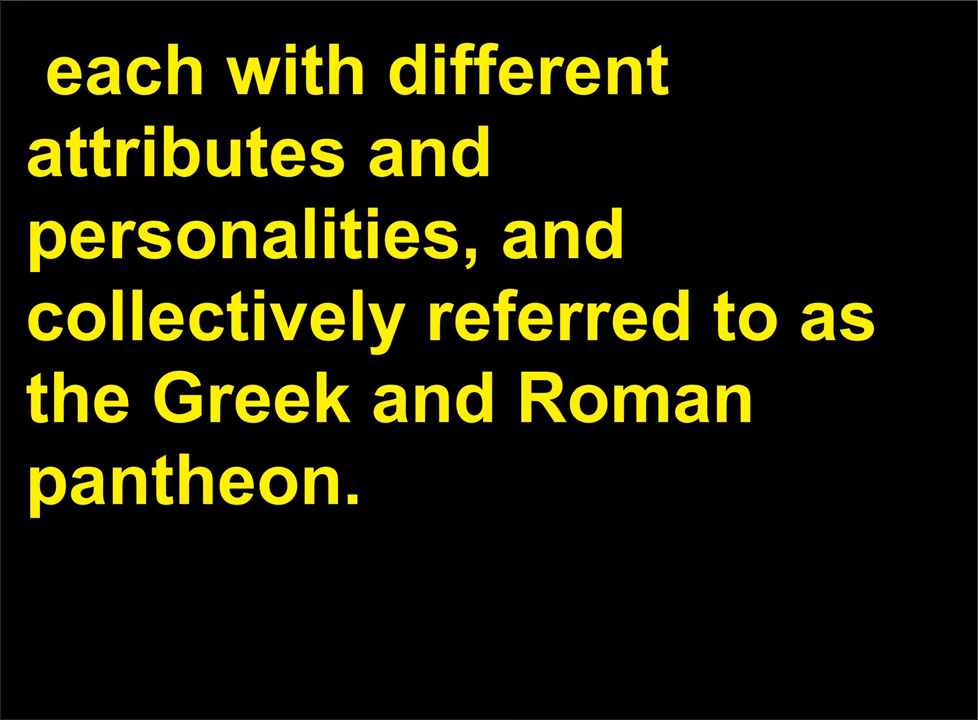 each with different
attributes and
personalities, and
collectively referred to as
the Greek and Roman
pantheon.